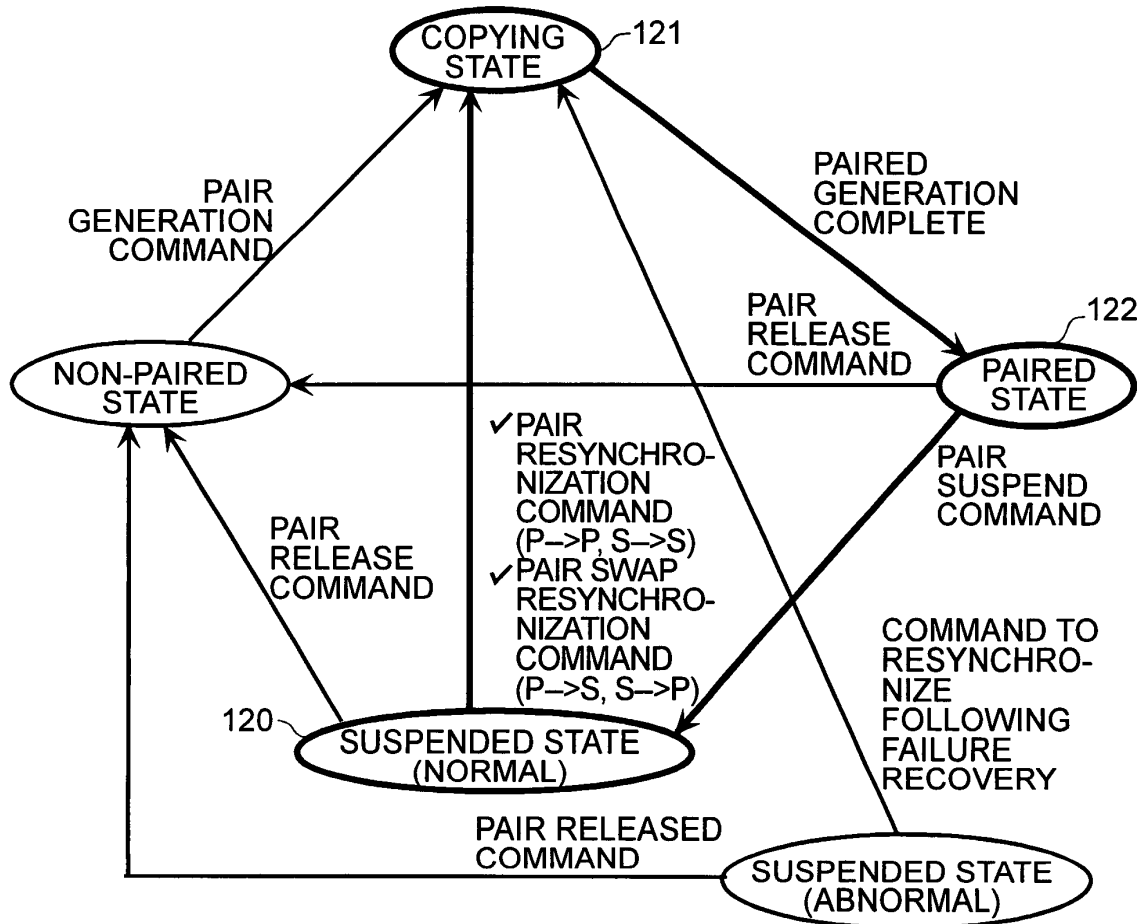 COPYING
STATE
121
PAIR
GENERATION
COMMAND
PAIRED
GENERATION
COMPLETE
PAIR
RELEASE
COMMAND
122
NON-PAIRED
STATE
PAIRED
STATE
✓PAIR
RESYNCHRO-
NIZATION
COMMAND
(P-->P, S-->S)
✓PAIR SWAP
RESYNCHRO-
NIZATION
COMMAND
(P-->S, S-->P)
PAIR
SUSPEND
COMMAND
PAIR
RELEASE
COMMAND
COMMAND TO
RESYNCHRO-
NIZE
FOLLOWING
FAILURE
RECOVERY
120
SUSPENDED STATE
(NORMAL)
PAIR RELEASED
COMMAND
SUSPENDED STATE
(ABNORMAL)